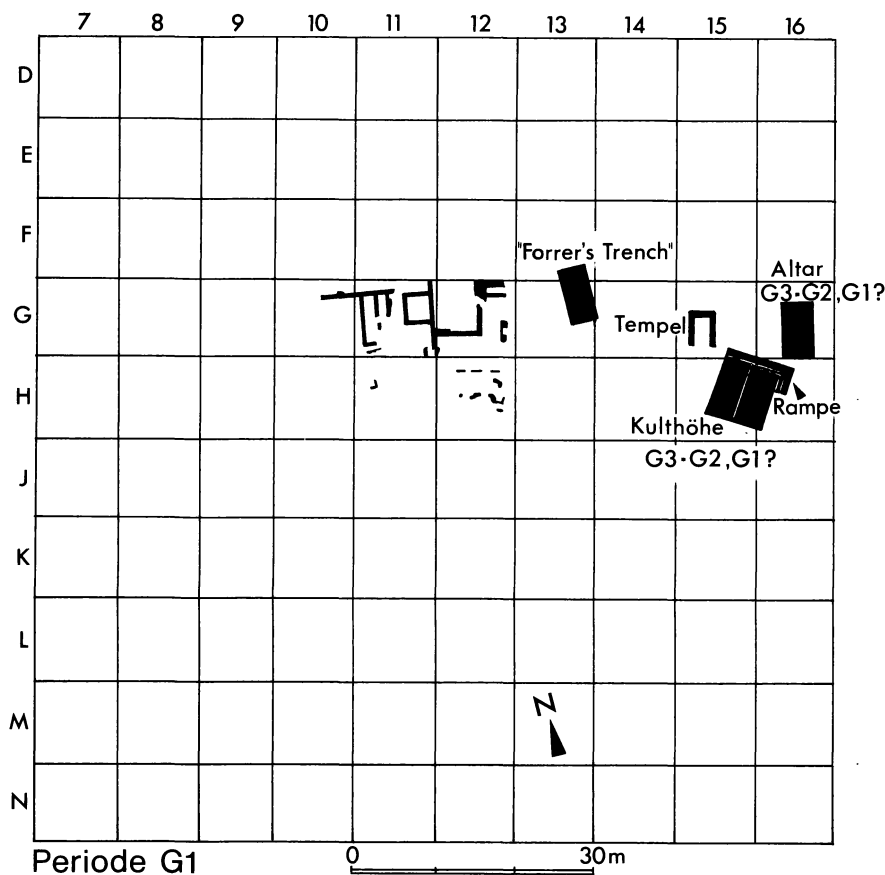 7 8 9 10 11 12 13 14 15 16
D
E
F
"Forrer's Trench"
Altar
G3-G2,G1?
G
Tempel
H
Rampe
Kulthöhe
G3-G2,G1?
J
K
L
N
M
N
Periode G1
0 30m